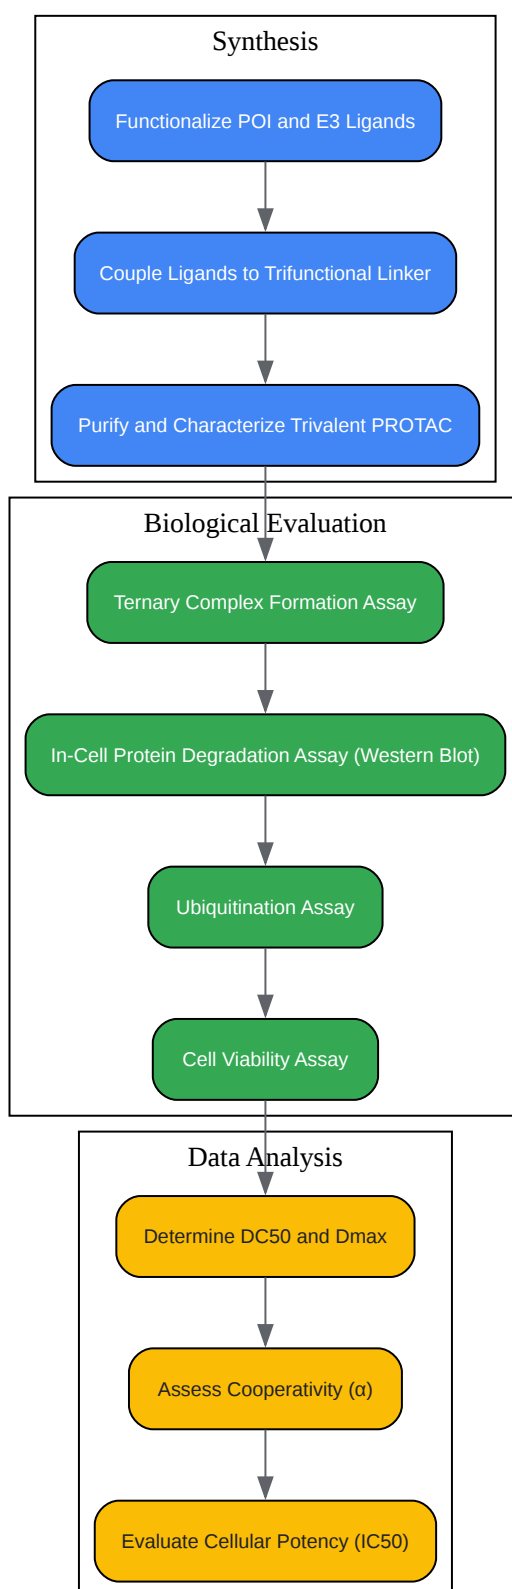 Synthesis
Functionalize POI and E3 Ligands
Couple Ligands to Trifunctional Linker
Purify and Characterize Trivalent PROTAC
Biological Evaluation
Ternary Complex Formation Assay
In-Cell Protein Degradation Assay (Western Blot)
Ubiquitination Assay
Cell Viability Assay
Data Analysis
Determine DC50 and Dmax
Assess Cooperativity (α)
Evaluate Cellular Potency (IC50)